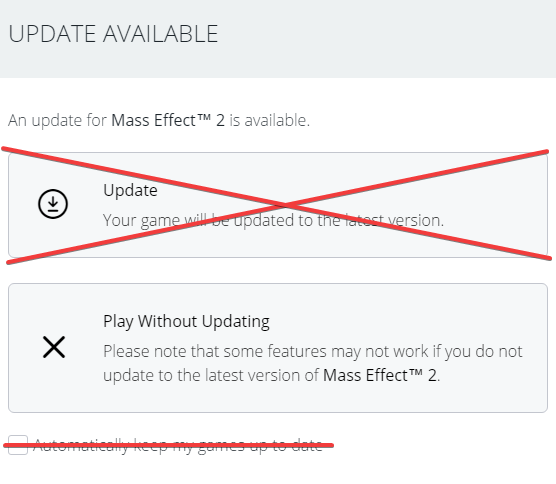 UPDATE AVAILABLE
An update for Mass Effect™ 2 is available.
Update
Your game will be updated to the latest version.
Play Without Updating
Please note that some features may not work if you do not
update to the latest version of Mass Effect™ 2.
Automatically keep my games up to date